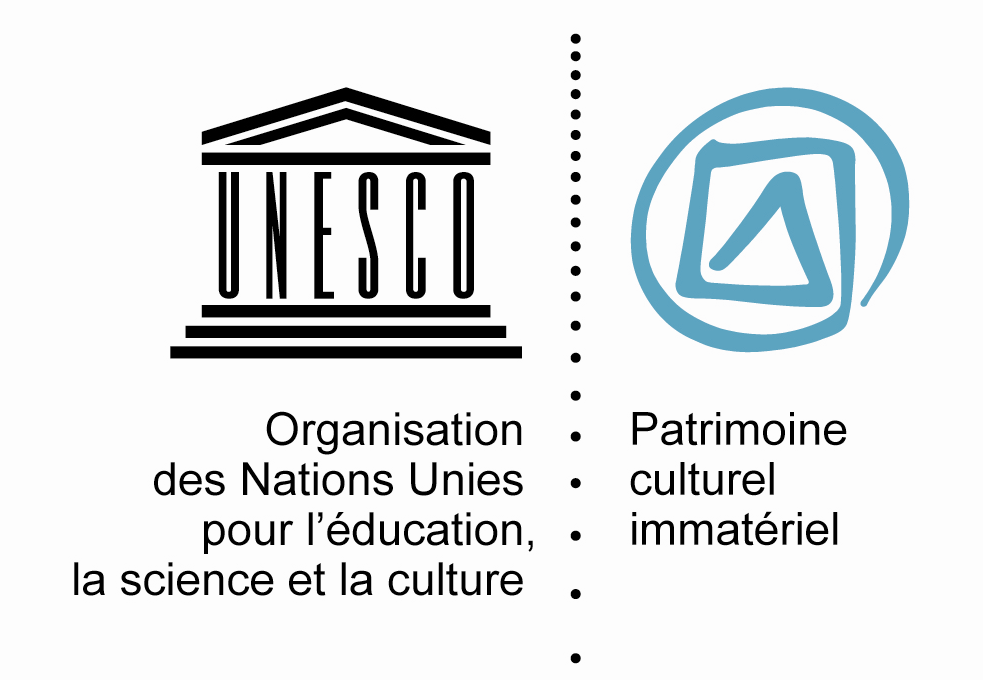 UNESCO
Organisation
des Nations Unies
pour l’éducation,
la science et la culture
Patrimoine
culturel
immatériel